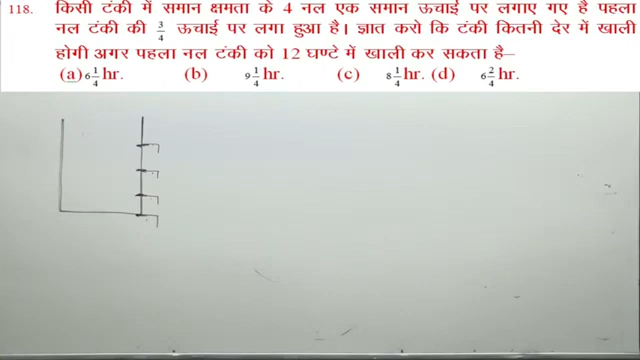 118. किसी टंकी में समान क्षमता के 4 नल एक समान ऊचाई पर लगाए गए है पहला
नल टंकी की 3/4 ऊचाई पर लगा हुआ है। ज्ञात करो कि टंकी कितनी देर में खाली
होगी अगर पहला नल टंकी को 12 घण्टे में खाली कर सकता है–
(a) 6 1/4 hr. (b) 9 1/4 hr. (c) 8 1/4 hr. (d) 6 2/4 hr.